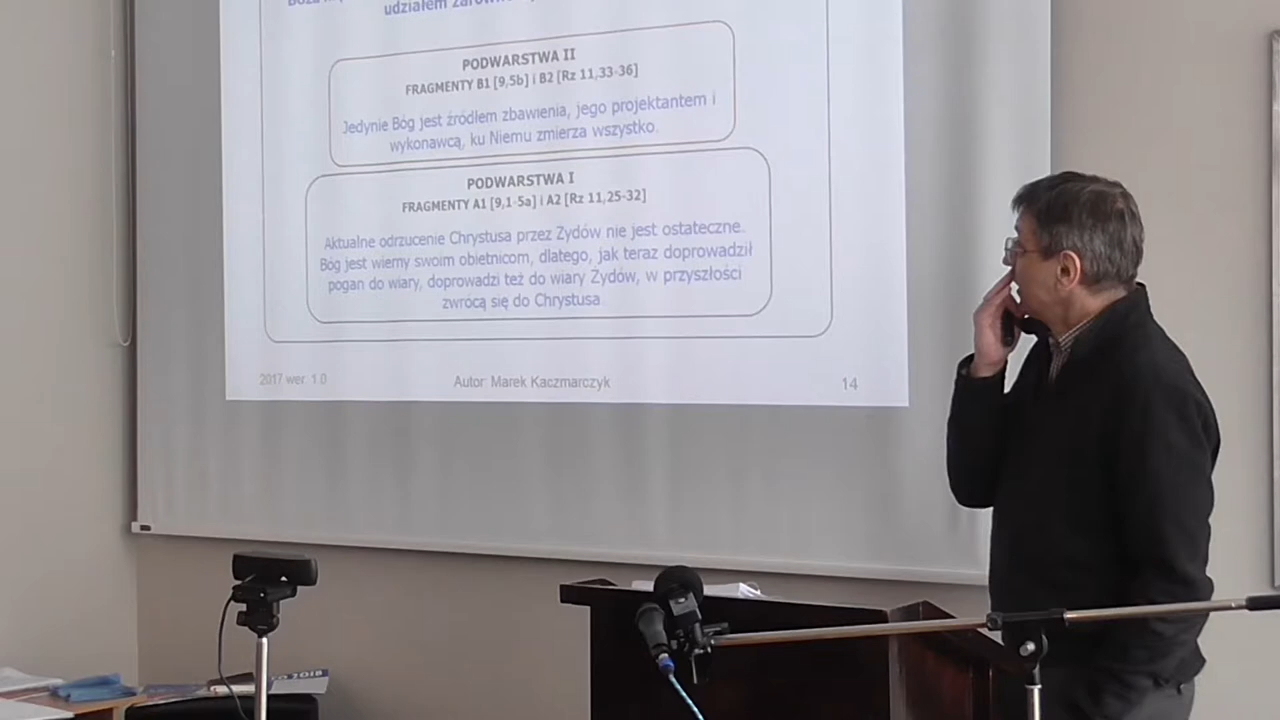 udziałem zarówno
PODWARSTWA II
FRAGMENTY B1 [9,5b] i B2 [Rz 11,33-36]
Jedynie Bóg jest źródłem zbawienia, jego projektantem i
wykonawcą, ku Niemu zmierza wszystko.
PODWARSTWA I
FRAGMENTY A1 [9,1-5a] i A2 [Rz 11,25-32]
Aktualne odrzucenie Chrystusa przez Żydów nie jest ostateczne.
Bóg jest wierny swoim obietnicom, dlatego, jak teraz doprowadził
pogan do wiary, doprowadzi też do wiary Żydów, w przyszłości
zwrócą się do Chrystusa.
2017 wer. 1.0
Autor: Marek Kaczmarczyk
14
2018